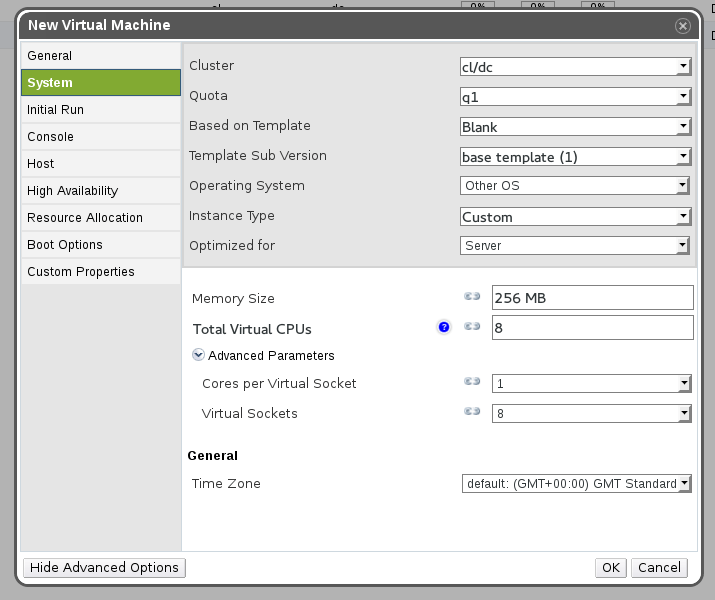 0% 0% 0%
New Virtual Machine
General
System
Initial Run
Console
Host
High Availability
Resource Allocation
Boot Options
Custom Properties
Cluster cl/dc
Quota q1
Based on Template Blank
Template Sub Version base template (1)
Operating System Other OS
Instance Type Custom
Optimized for Server
Memory Size 256 MB
Total Virtual CPUs ? 8
Advanced Parameters
Cores per Virtual Socket 1
Virtual Sockets 8
General
Time Zone default: (GMT+00:00) GMT Standard
Hide Advanced Options OK Cancel